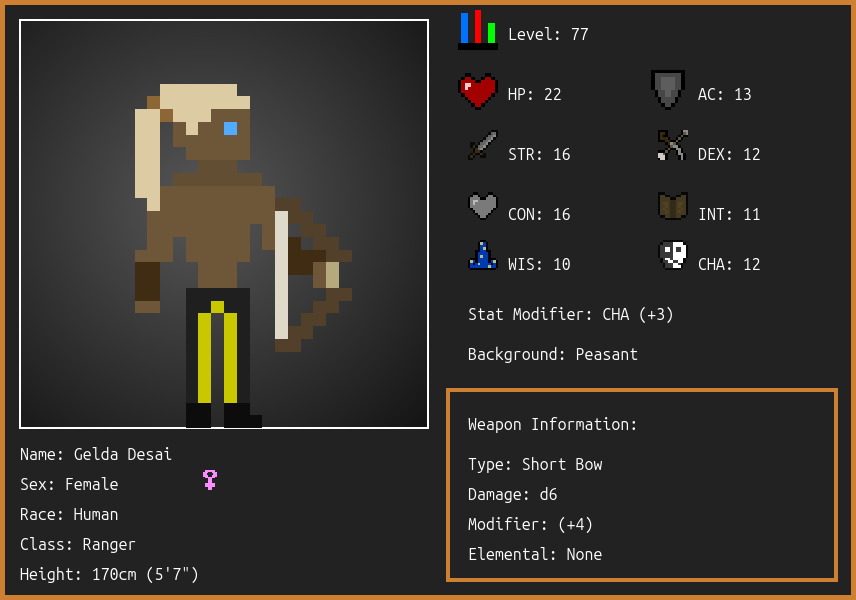 Level: 77
HP: 22
AC: 13
STR: 16
DEX: 12
CON: 16
INT: 11
WIS: 10
CHA: 12
Stat Modifier: CHA (+3)
Background: Peasant
Weapon Information:
Type: Short Bow
Damage: d6
Modifier: (+4)
Elemental: None
Name: Gelda Desai
Sex: Female
Race: Human
Class: Ranger
Height: 170cm (5'7")